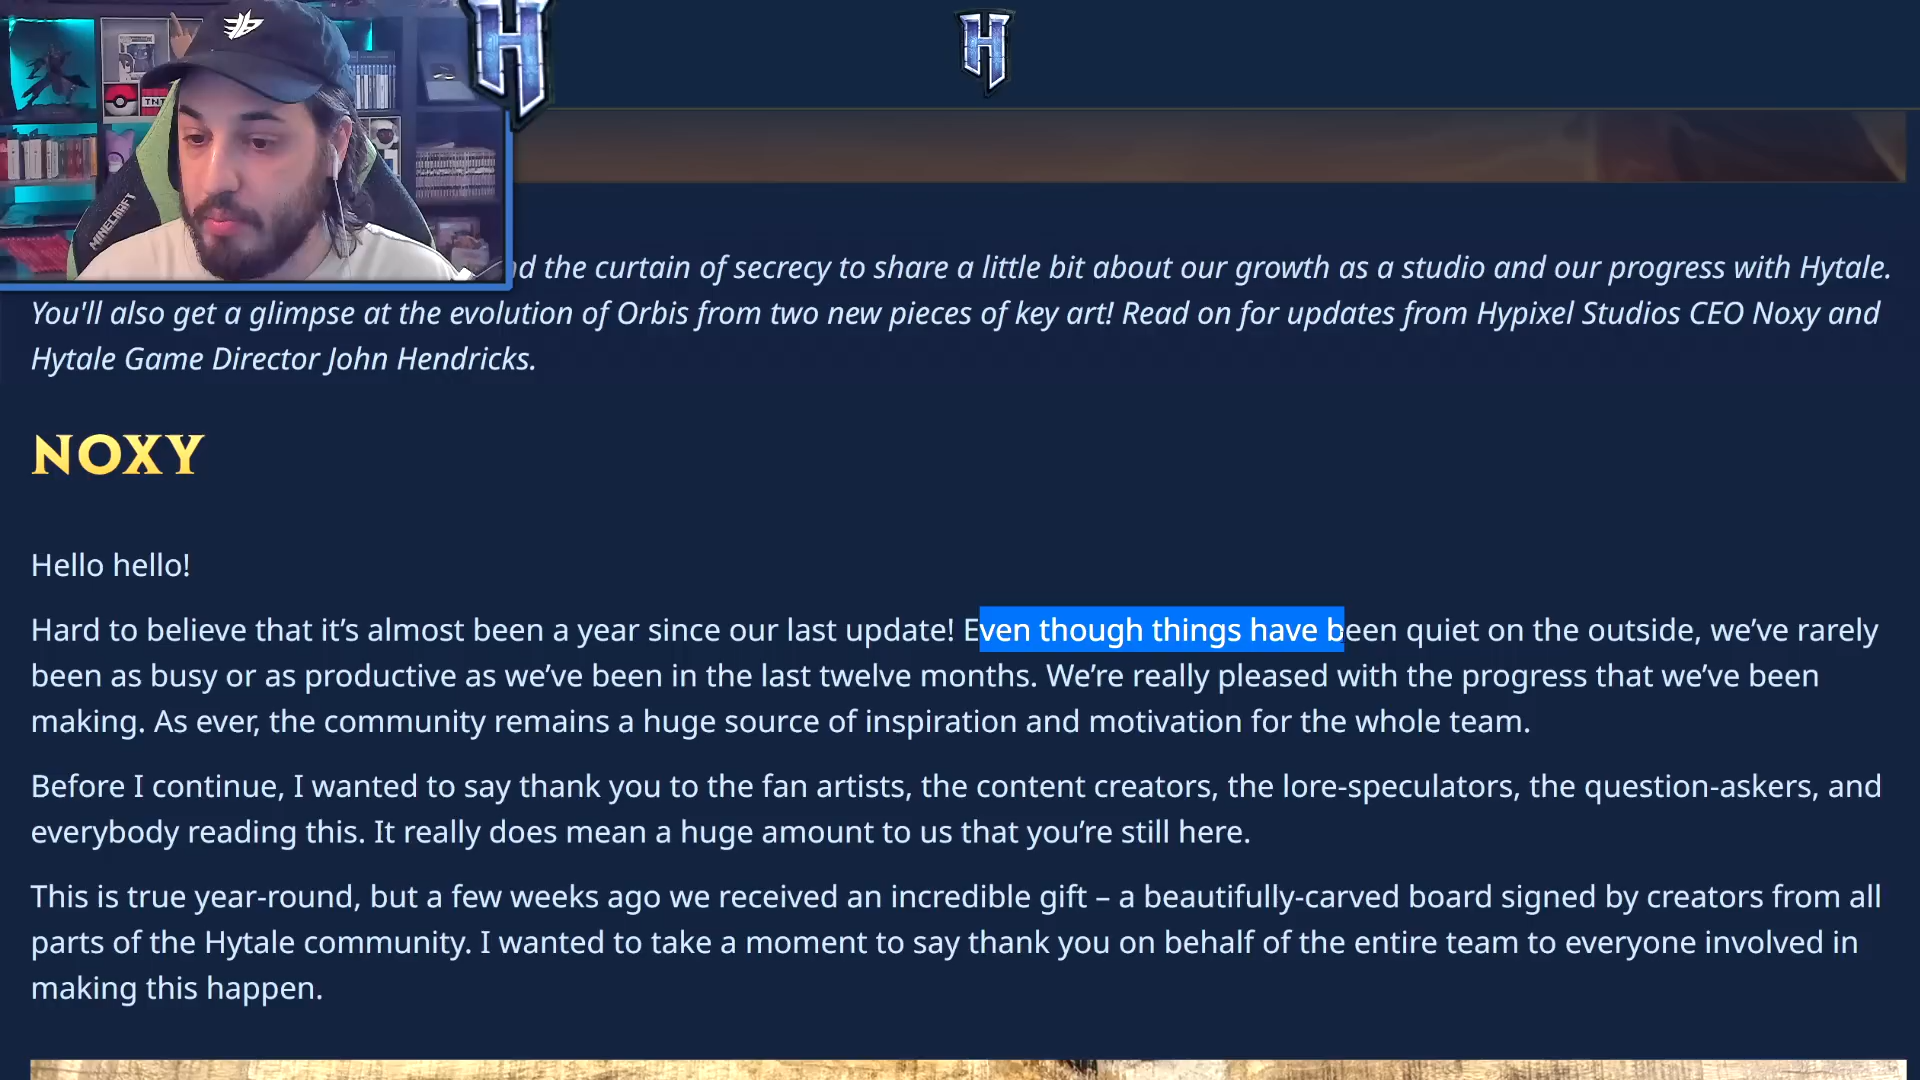 H
H
TNT
MINECRAFT
nd the curtain of secrecy to share a little bit about our growth as a studio and our progress with Hytale.
You'll also get a glimpse at the evolution of Orbis from two new pieces of key art! Read on for updates from Hypixel Studios CEO Noxy and
Hytale Game Director John Hendricks.
NOXY
Hello hello!
Hard to believe that it’s almost been a year since our last update! Even though things have been quiet on the outside, we’ve rarely
been as busy or as productive as we’ve been in the last twelve months. We’re really pleased with the progress that we’ve been
making. As ever, the community remains a huge source of inspiration and motivation for the whole team.
Before I continue, I wanted to say thank you to the fan artists, the content creators, the lore-speculators, the question-askers, and
everybody reading this. It really does mean a huge amount to us that you’re still here.
This is true year-round, but a few weeks ago we received an incredible gift – a beautifully-carved board signed by creators from all
parts of the Hytale community. I wanted to take a moment to say thank you on behalf of the entire team to everyone involved in
making this happen.